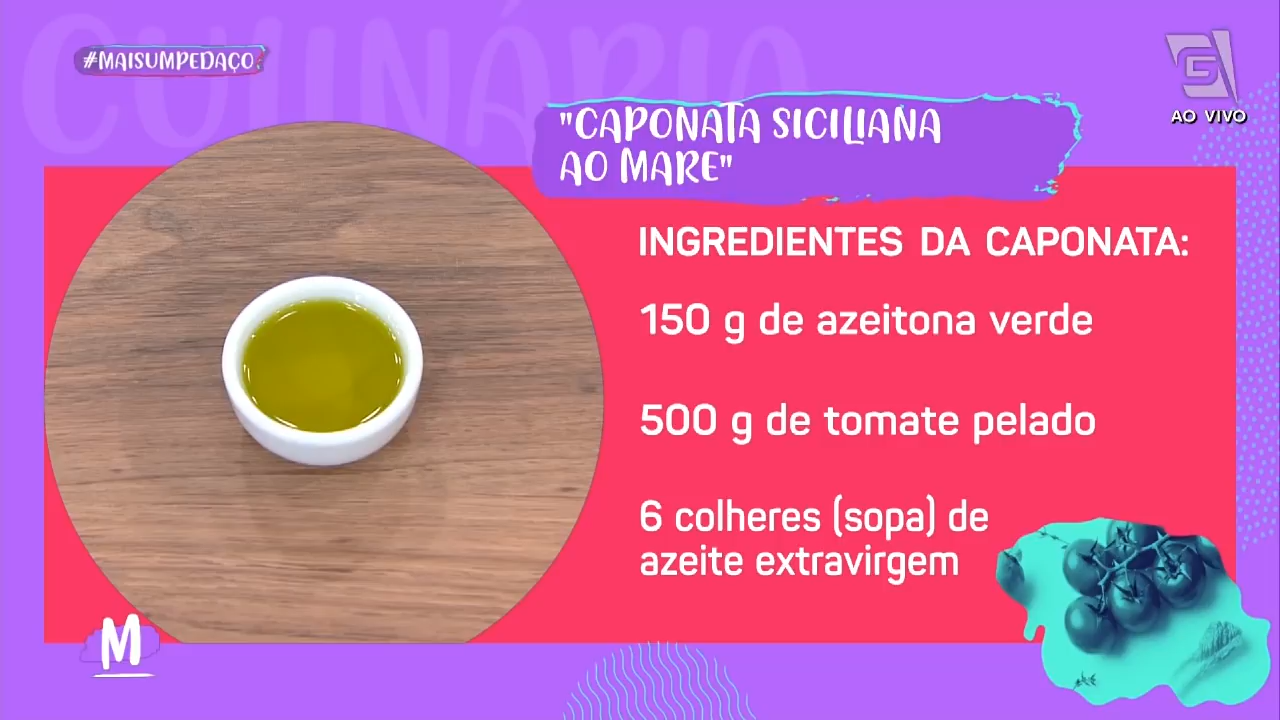 CULINÁRIA
#MAISUMPEDAÇO
G
AO VIVO
"CAPONATA SICILIANA
AO MARE"
INGREDIENTES DA CAPONATA:
150 g de azeitona verde
500 g de tomate pelado
6 colheres (sopa) de
azeite extravirgem
M